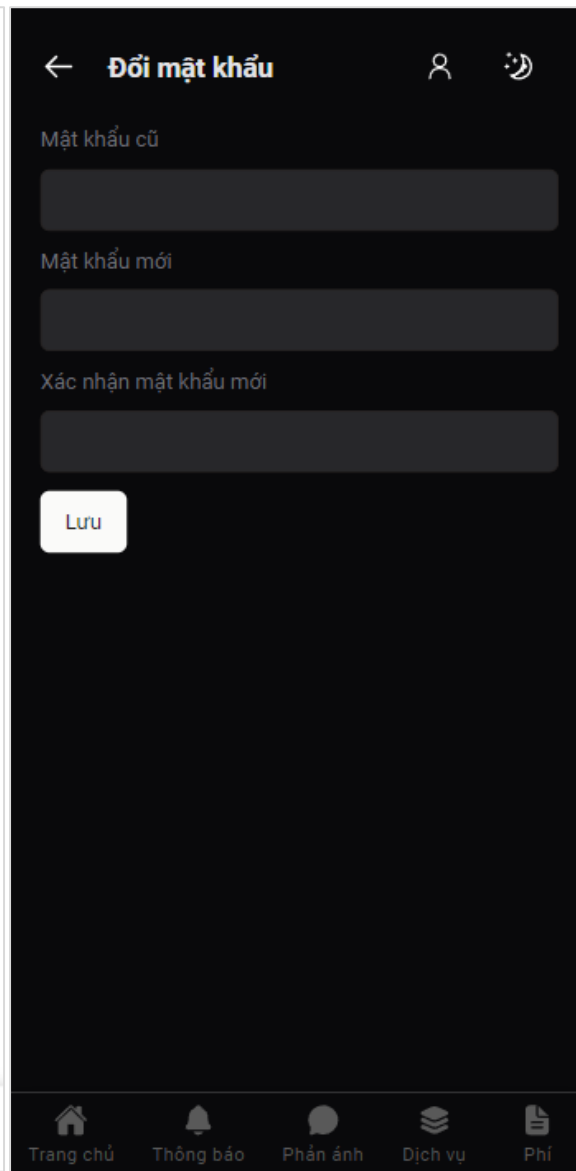 Đổi mật khẩu
Mật khẩu cũ
Mật khẩu mới
Xác nhận mật khẩu mới
Lưu
Trang chủ Thông báo Phản ánh Dịch vụ Phí